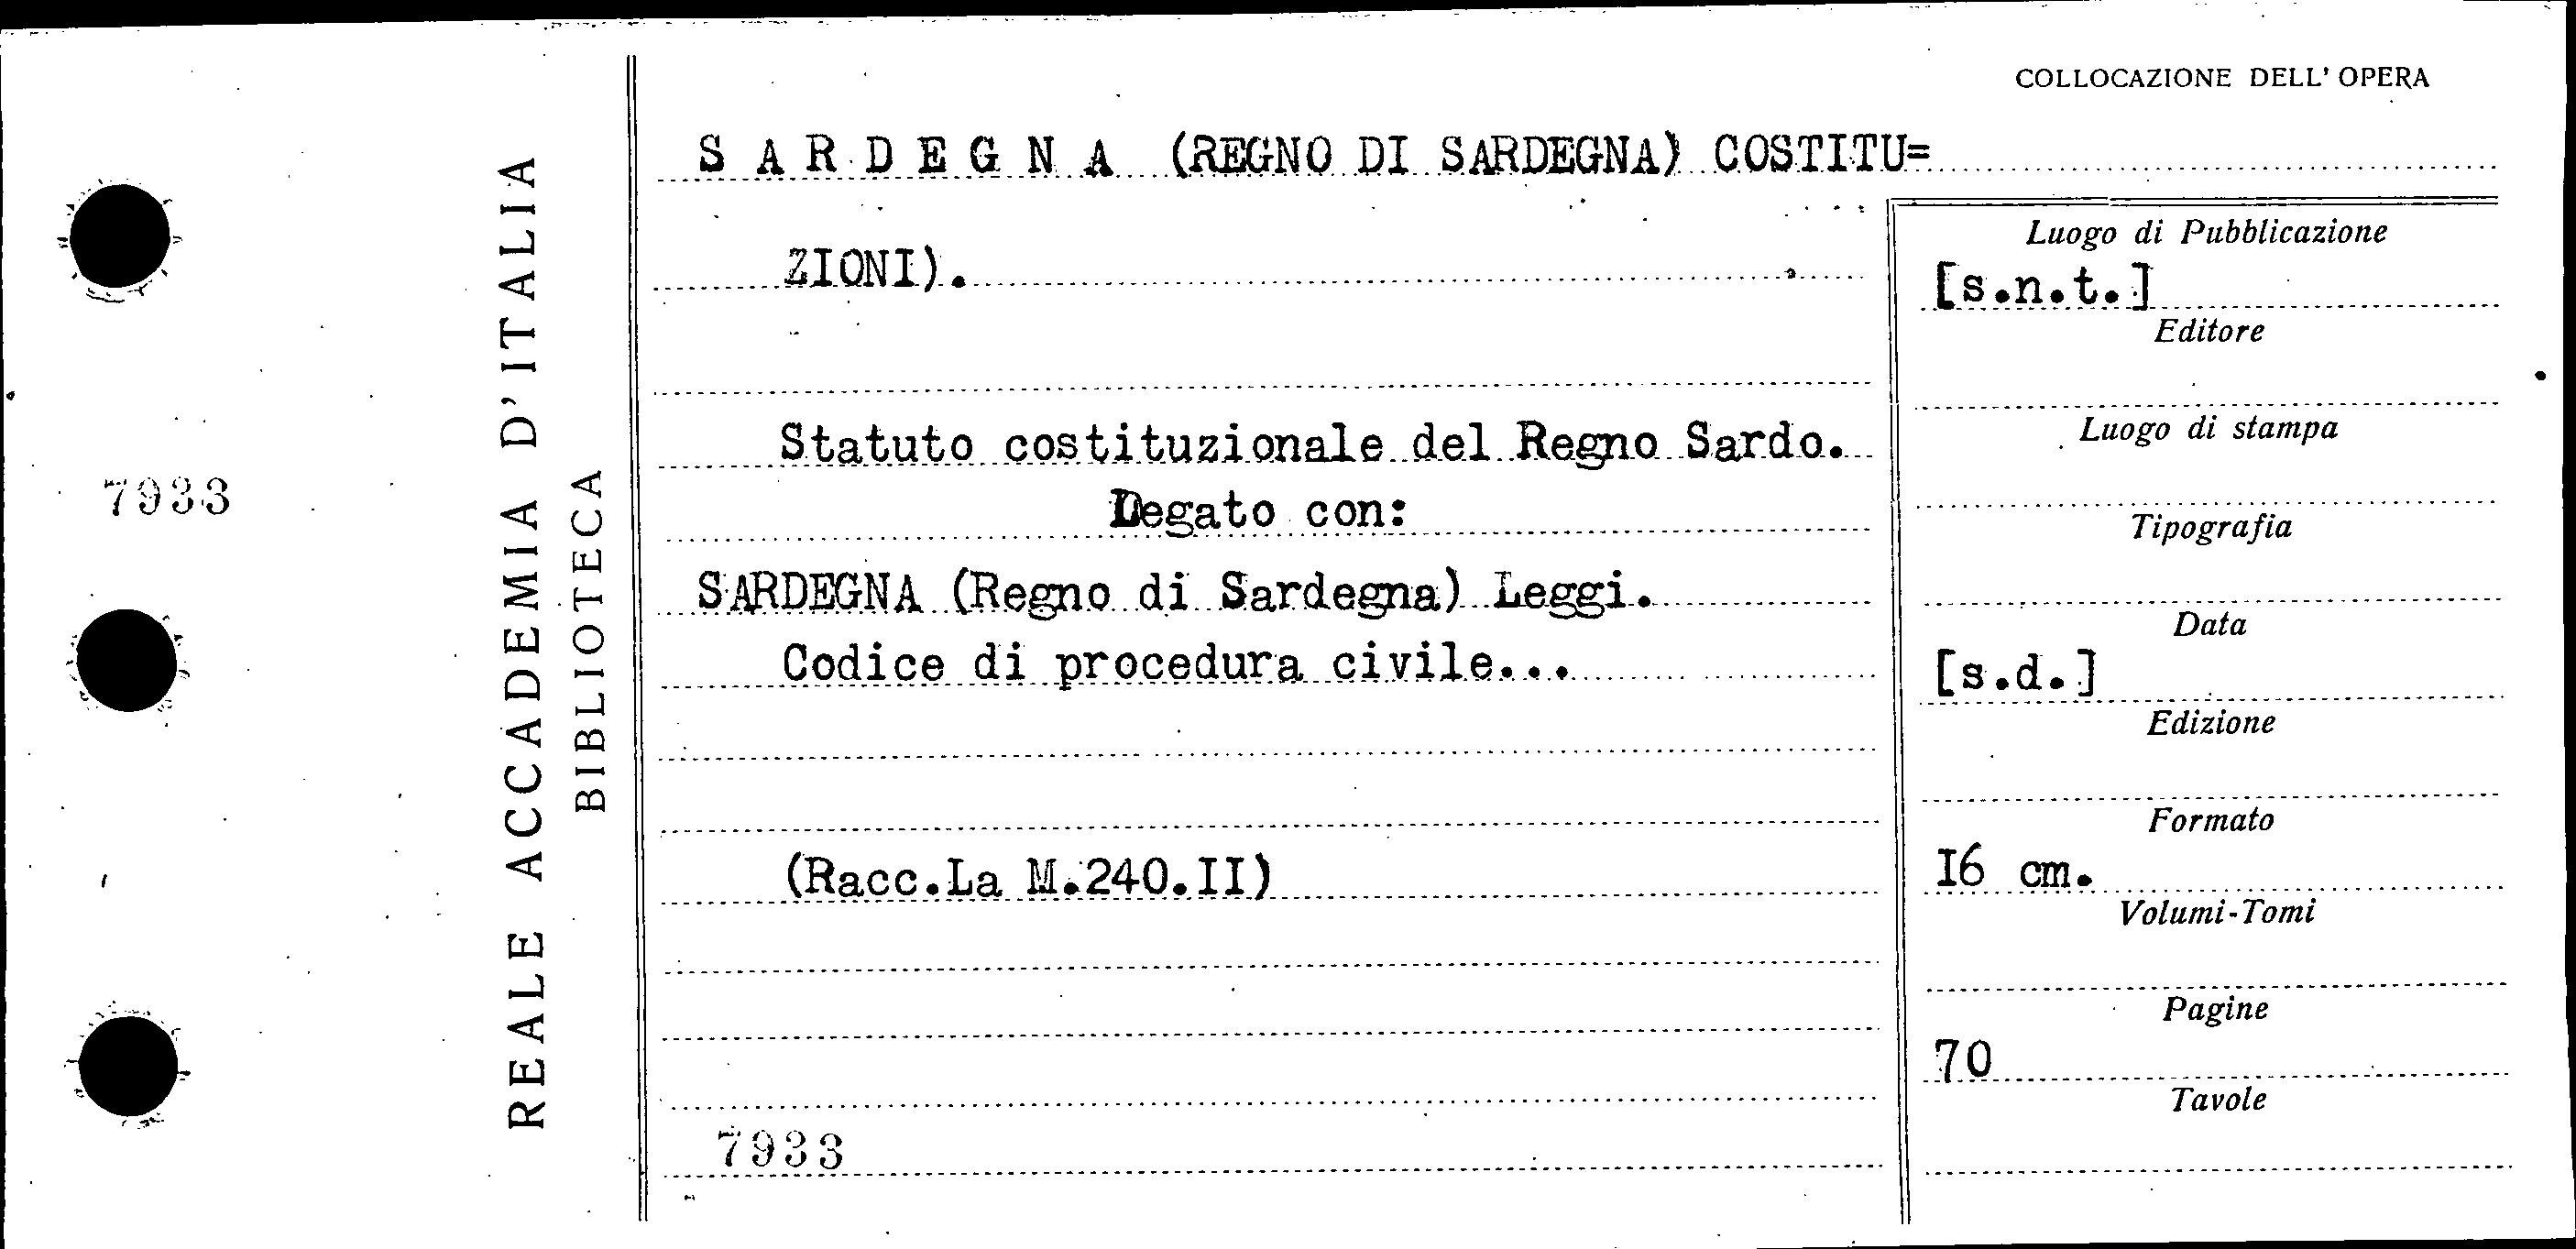 COLLOCAZIONE DELL' OPERA
S A R D E G N A (REGNO DI SARDEGNA) COSTITU=
ZIONI).
Statuto costituzionale del Regno Sardo.
Legato con:
SARDEGNA (Regno di Sardegna) Leggi.
Codice di procedura civile...
(Racc.La M.240.II)
7933
Luogo di Pubblicazione
[s.n.t.]
Editore
Luogo di stampa
Tipografia
Data
[s.d.]
Edizione
Formato
I6 cm.
Volumi-Tomi
Pagine
70
Tavole
7933
REALE ACCADEMIA D'ITALIA
BIBLIOTECA